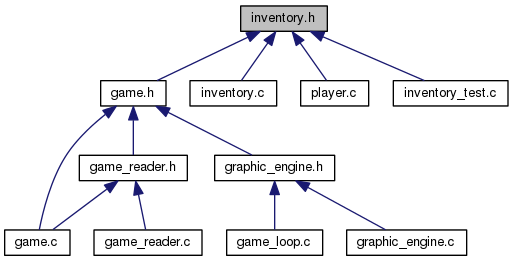 inventory.h
game.h
inventory.c
player.c
inventory_test.c
game_reader.h
graphic_engine.h
game.c
game_reader.c
game_loop.c
graphic_engine.c